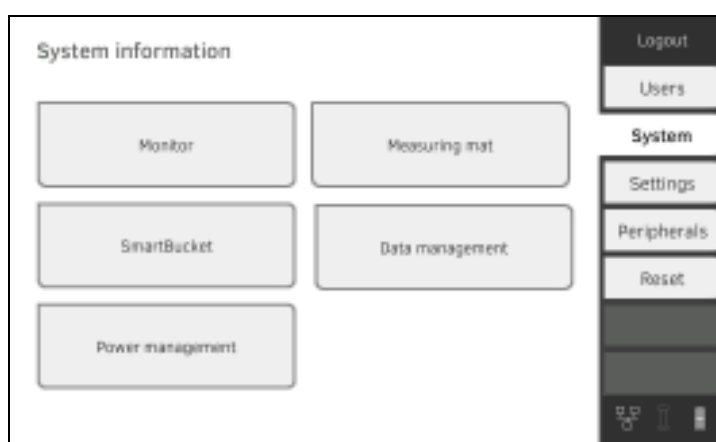 System information
Monitor
Measuring mat
SmartBucket
Data management
Power management
Logout
Users
System
Settings
Peripherals
Reset